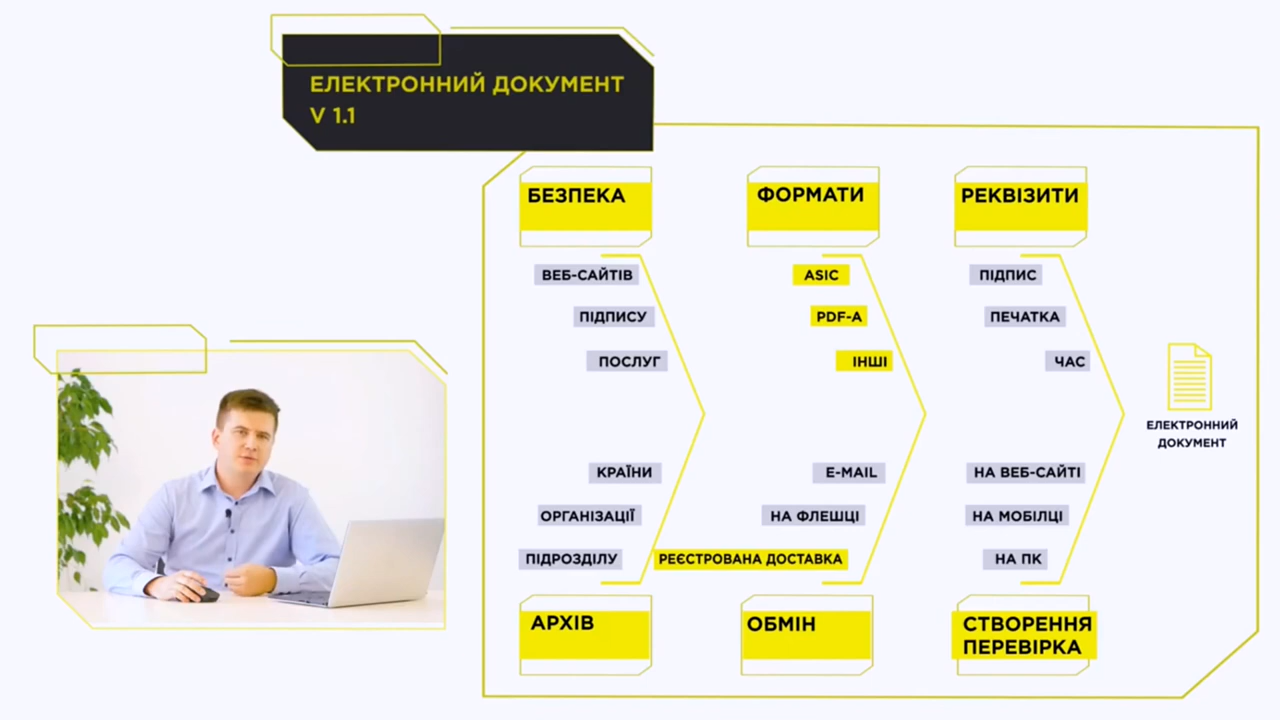 ЕЛЕКТРОННИЙ ДОКУМЕНТ
V 1.1
БЕЗПЕКА
ФОРМАТИ
РЕКВІЗИТИ
ВЕБ-САЙТІВ
ASIC
ПІДПИС
ПІДПИСУ
PDF-A
ПЕЧАТКА
ПОСЛУГ
ІНШІ
ЧАС
ЕЛЕКТРОННИЙ
ДОКУМЕНТ
КРАЇНИ
E-MAIL
НА ВЕБ-САЙТІ
ОРГАНІЗАЦІЇ
НА ФЛЕШЦІ
НА МОБІЛЦІ
ПІДРОЗДІЛУ
РЕЄСТРОВАНА ДОСТАВКА
НА ПК
АРХІВ
ОБМІН
СТВОРЕННЯ
ПЕРЕВІРКА